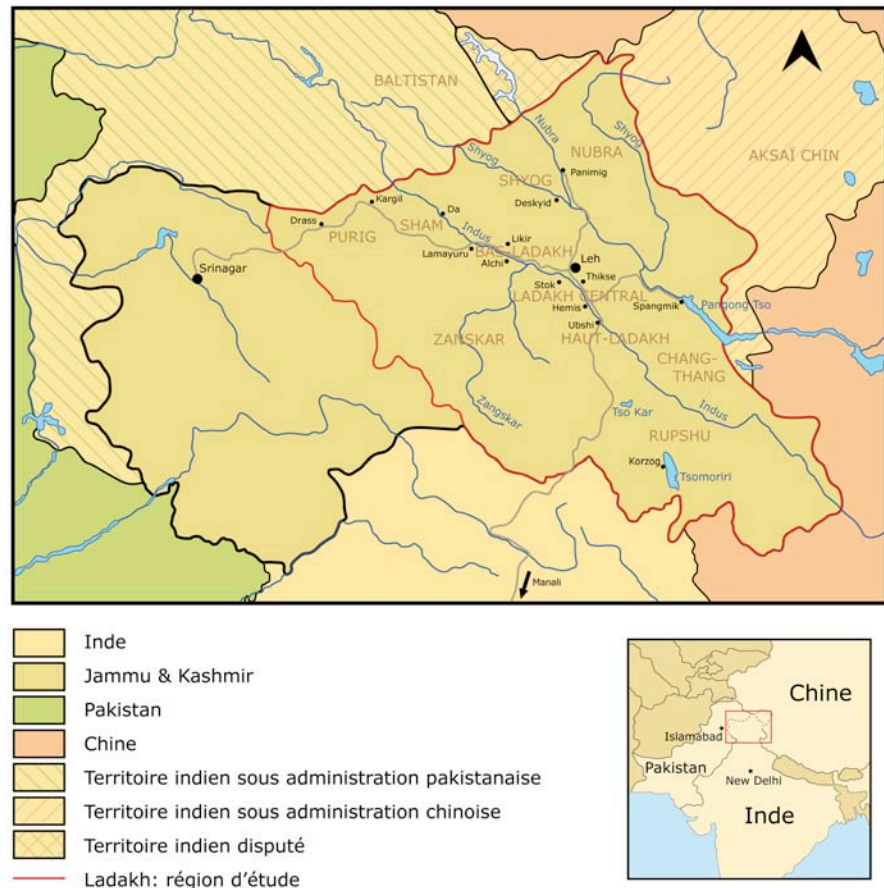 BALTISTAN
AKSAÏ CHIN
Nubra
Shyog
NUBRA
Shyog
SHYOG
Panimig
Deskyid
Kargil
Da
Drass
PURIG
SHAM
Indus
Likir
BAS-LADAKH
Lamayuru
Alchi
Leh
Srinagar
Stok
Thikse
LADAKH CENTRAL
Hemis
Spangmik
Pangong Tso
Ubshi
HAUT-LADAKH
ZANSKAR
CHANG-
THANG
Zangskar
Tso Kar
Indus
RUPSHU
Korzog
Tsomoriri
Manali
Inde
Jammu & Kashmir
Pakistan
Chine
Territoire indien sous administration pakistanaise
Territoire indien sous administration chinoise
Territoire indien disputé
Ladakh: région d'étude
Chine
Islamabad
Pakistan
New Delhi
Inde